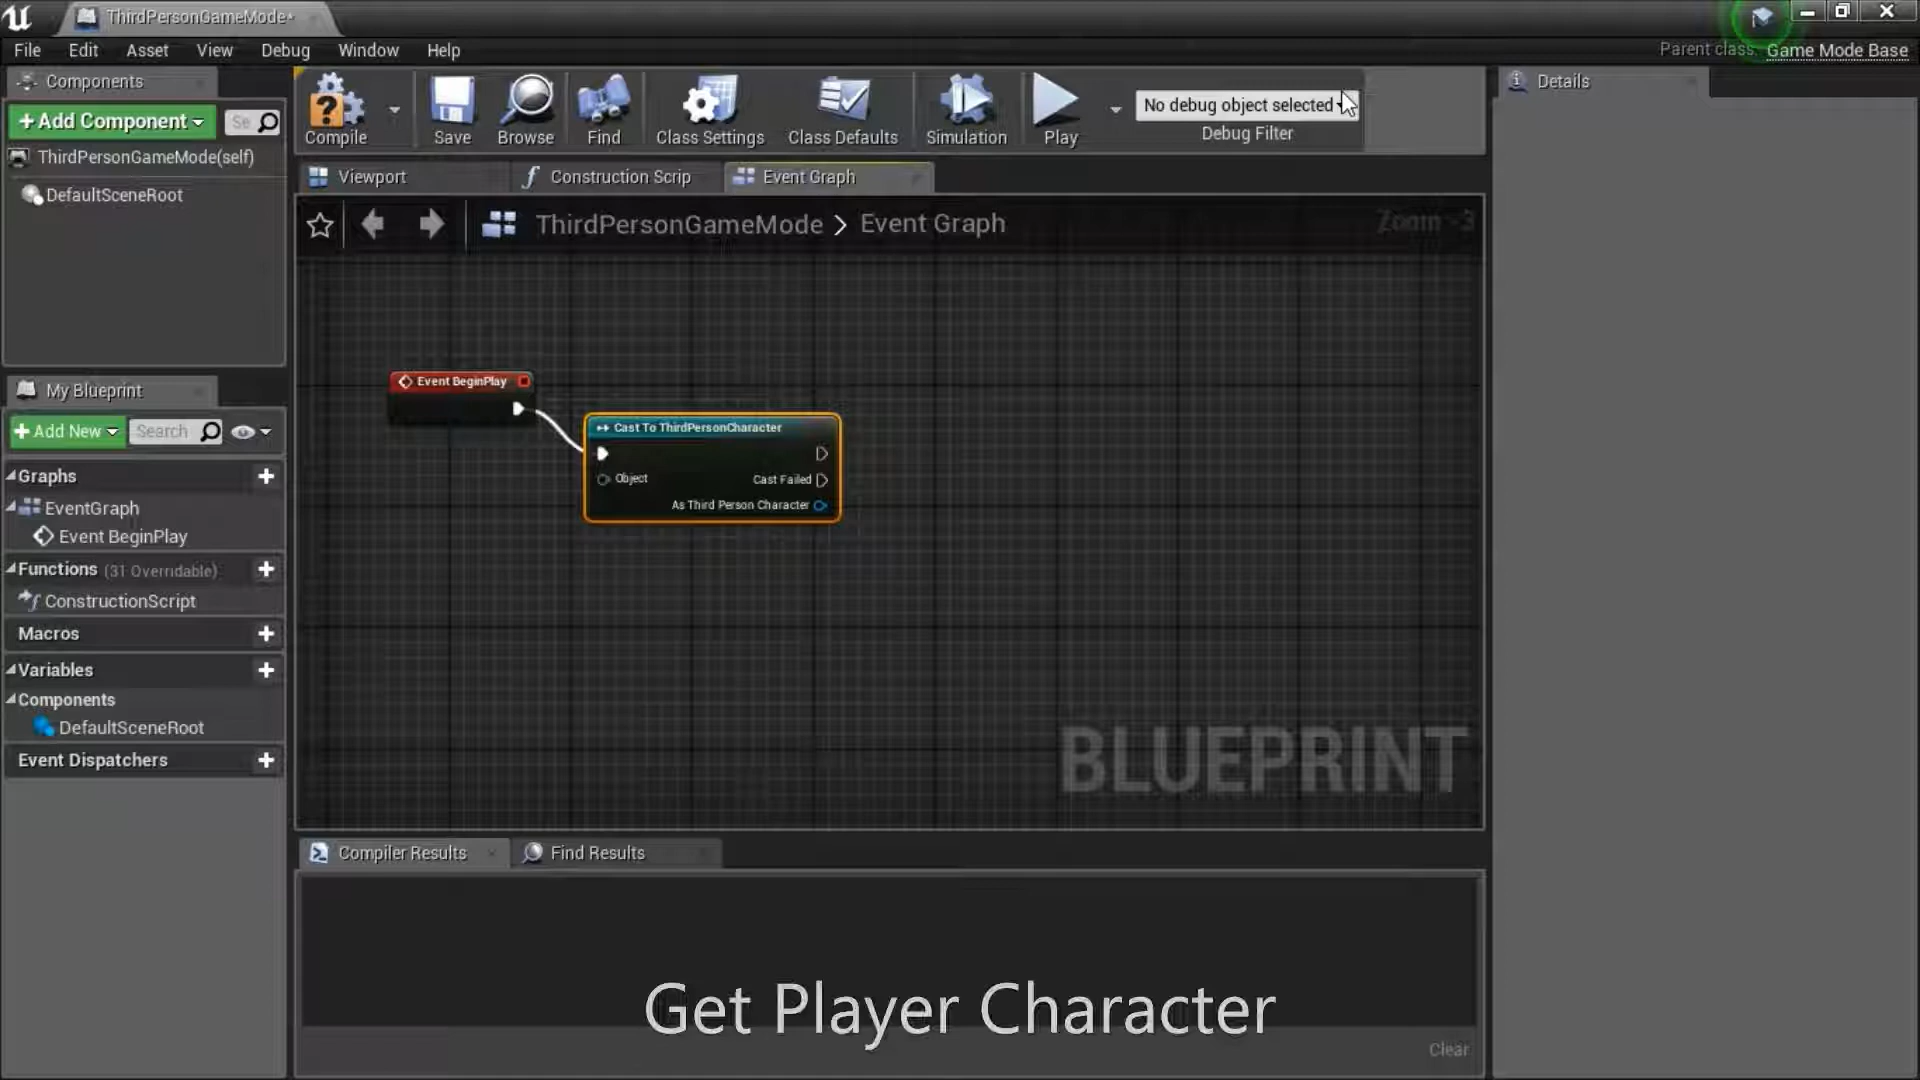 ThirdPersonGameMode*
File Edit Asset View Debug Window Help
Parent class: Game Mode Base
Components
+Add Component
Se
ThirdPersonGameMode(self)
DefaultSceneRoot
Compile
Save
Browse
Find
Class Settings
Class Defaults
Simulation
Play
No debug object selected
Debug Filter
Details
Viewport
Construction Scrip
Event Graph
ThirdPersonGameMode > Event Graph
Zoom -3
Event BeginPlay
Cast To ThirdPersonCharacter
Object
Cast Failed
As Third Person Character
BLUEPRINT
My Blueprint
+Add New
Search
Graphs
EventGraph
Event BeginPlay
Functions (31 Overridable)
ConstructionScript
Macros
Variables
Components
DefaultSceneRoot
Event Dispatchers
Compiler Results
Find Results
Get Player Character
Clear